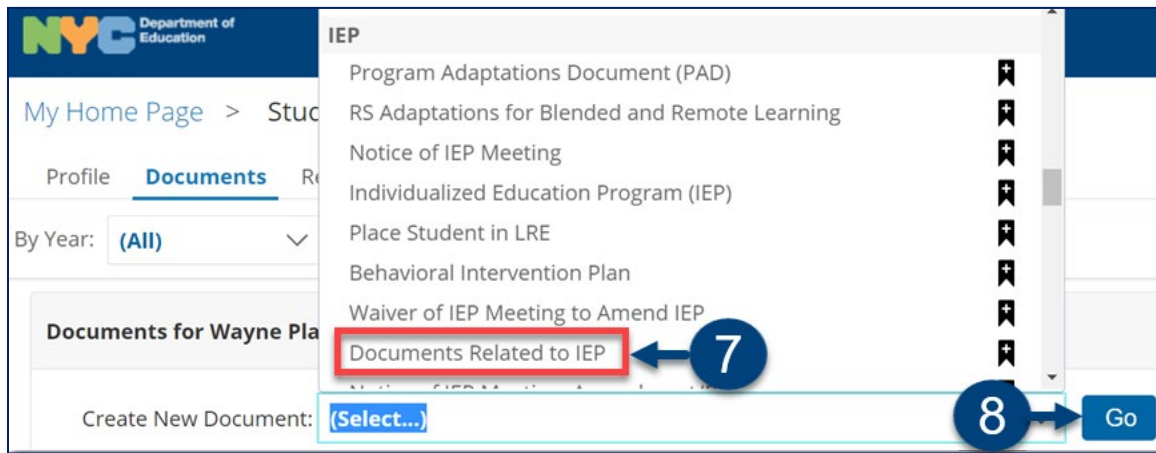 NYC Department of Education
IEP
Program Adaptations Document (PAD)
My Home Page > Stud
RS Adaptations for Blended and Remote Learning
Notice of IEP Meeting
Profile Documents Re
Individualized Education Program (IEP)
By Year: (All)
Place Student in LRE
Behavioral Intervention Plan
Waiver of IEP Meeting to Amend IEP
Documents for Wayne Pla
Documents Related to IEP
7
Create New Document: (Select...)
8
Go